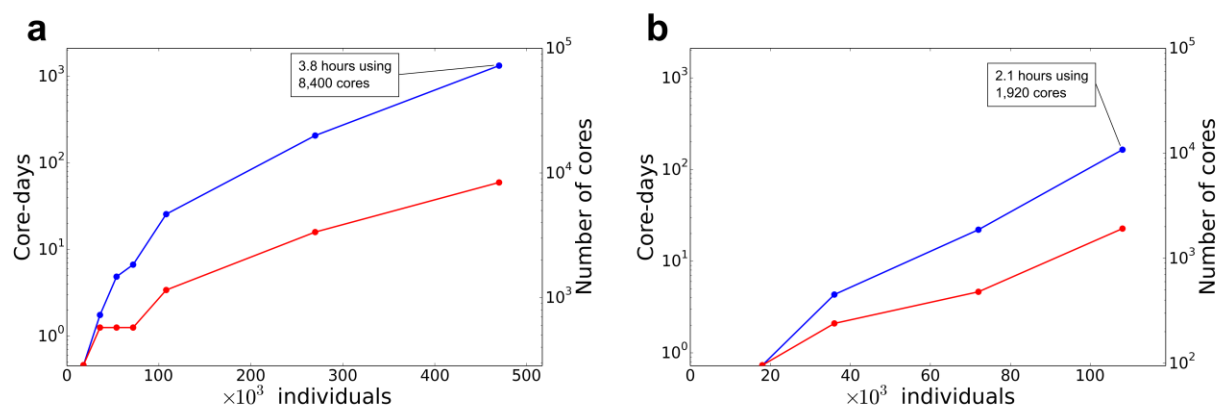 a
b
10^3
10^2
10^1
10^0
Core-days
3.8 hours using
8,400 cores
10^5
10^4
10^3
Number of cores
0 100 200 300 400 500
×10^3 individuals
10^3
10^2
10^1
10^0
Core-days
2.1 hours using
1,920 cores
10^5
10^4
10^3
10^2
Number of cores
0 20 40 60 80 100
×10^3 individuals